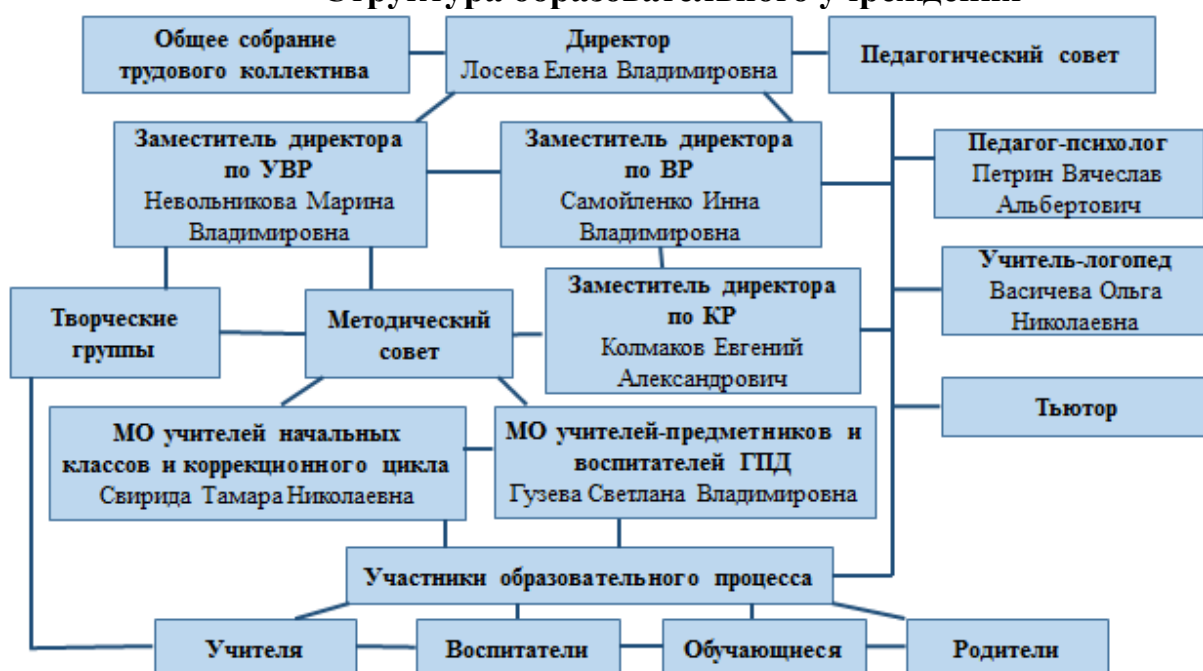 Структура образовательного учреждения
Общее собрание
трудового коллектива
Директор
Лосева Елена Владимировна
Педагогический совет
Заместитель директора
по УВР
Невольникова Марина
Владимировна
Заместитель директора
по ВР
Самойленко Инна
Владимировна
Педагог-психолог
Петрин Вячеслав
Альбертович
Учитель-логопед
Васичева Ольга
Николаевна
Творческие
группы
Методический
совет
Заместитель директора
по КР
Колмаков Евгений
Александрович
Тьютор
МО учителей начальных
классов и коррекционного цикла
Свирида Тамара Николаевна
МО учителей-предметников и
воспитателей ГПД
Гузева Светлана Владимировна
Участники образовательного процесса
Учителя
Воспитатели
Обучающиеся
Родители